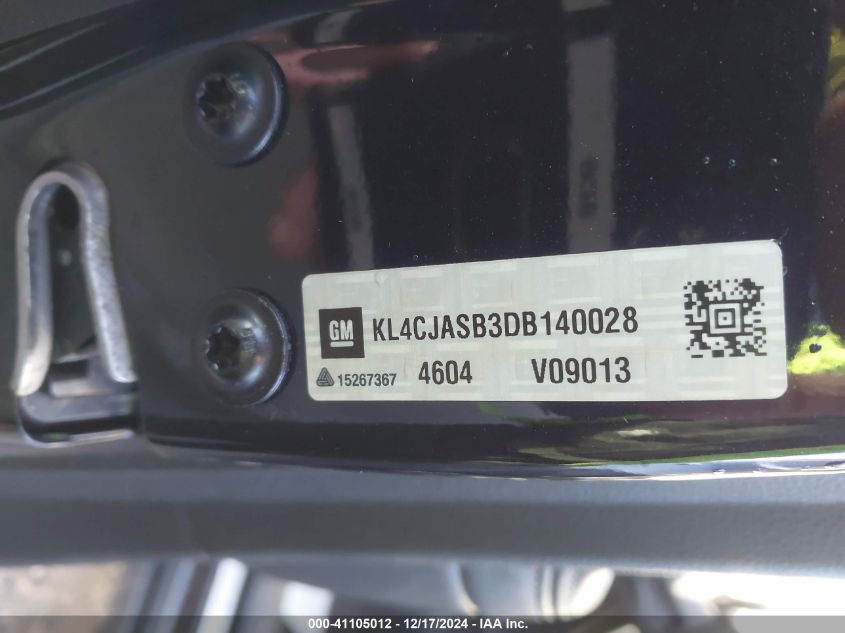 GM KL4CJASB3DB140028
15267367 4604 V09013
000-41105012 - 12/17/2024 - IAA Inc.